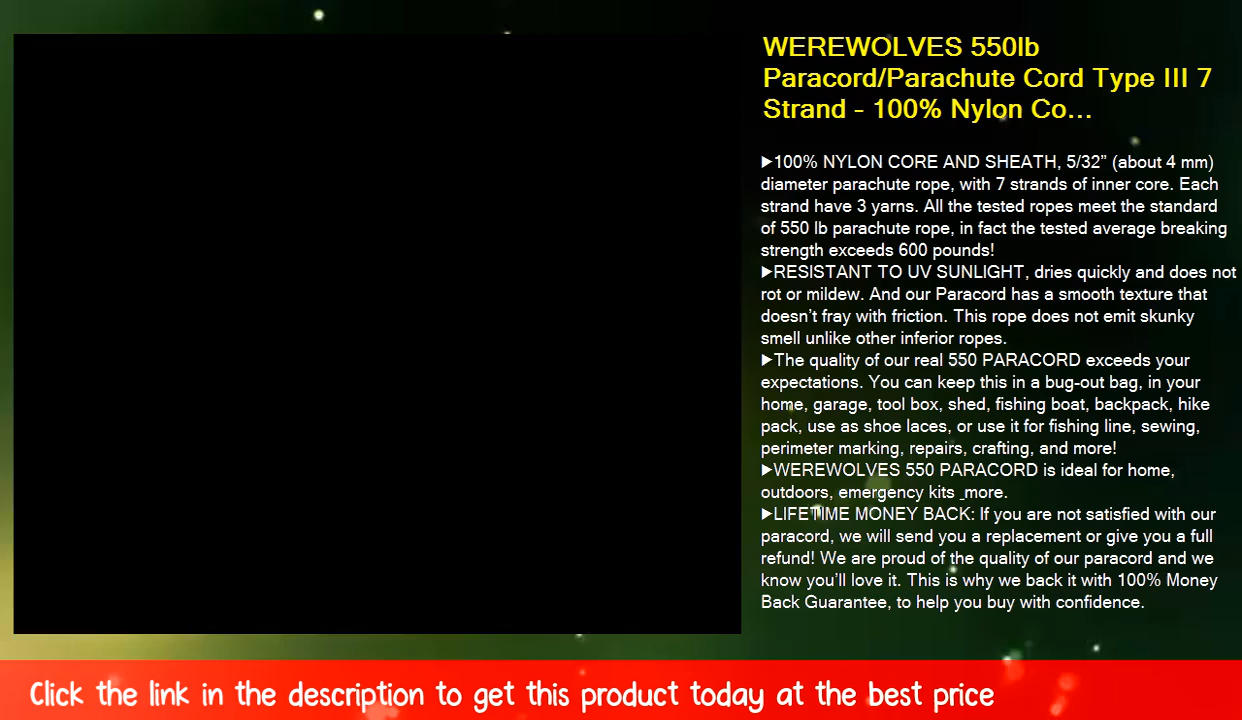 WEREWOLVES 550lb
Paracord/Parachute Cord Type III 7
Strand - 100% Nylon Co...
►100% NYLON CORE AND SHEATH, 5/32” (about 4 mm)
diameter parachute rope, with 7 strands of inner core. Each
strand have 3 yarns. All the tested ropes meet the standard
of 550 lb parachute rope, in fact the tested average breaking
strength exceeds 600 pounds!
►RESISTANT TO UV SUNLIGHT, dries quickly and does not
rot or mildew. And our Paracord has a smooth texture that
doesn’t fray with friction. This rope does not emit skunky
smell unlike other inferior ropes.
►The quality of our real 550 PARACORD exceeds your
expectations. You can keep this in a bug-out bag, in your
home, garage, tool box, shed, fishing boat, backpack, hike
pack, use as shoe laces, or use it for fishing line, sewing,
perimeter marking, repairs, crafting, and more!
►WEREWOLVES 550 PARACORD is ideal for home,
outdoors, emergency kits _more.
►LIFETIME MONEY BACK: If you are not satisfied with our
paracord, we will send you a replacement or give you a full
refund! We are proud of the quality of our paracord and we
know you’ll love it. This is why we back it with 100% Money
Back Guarantee, to help you buy with confidence.
Click the link in the description to get this product today at the best price